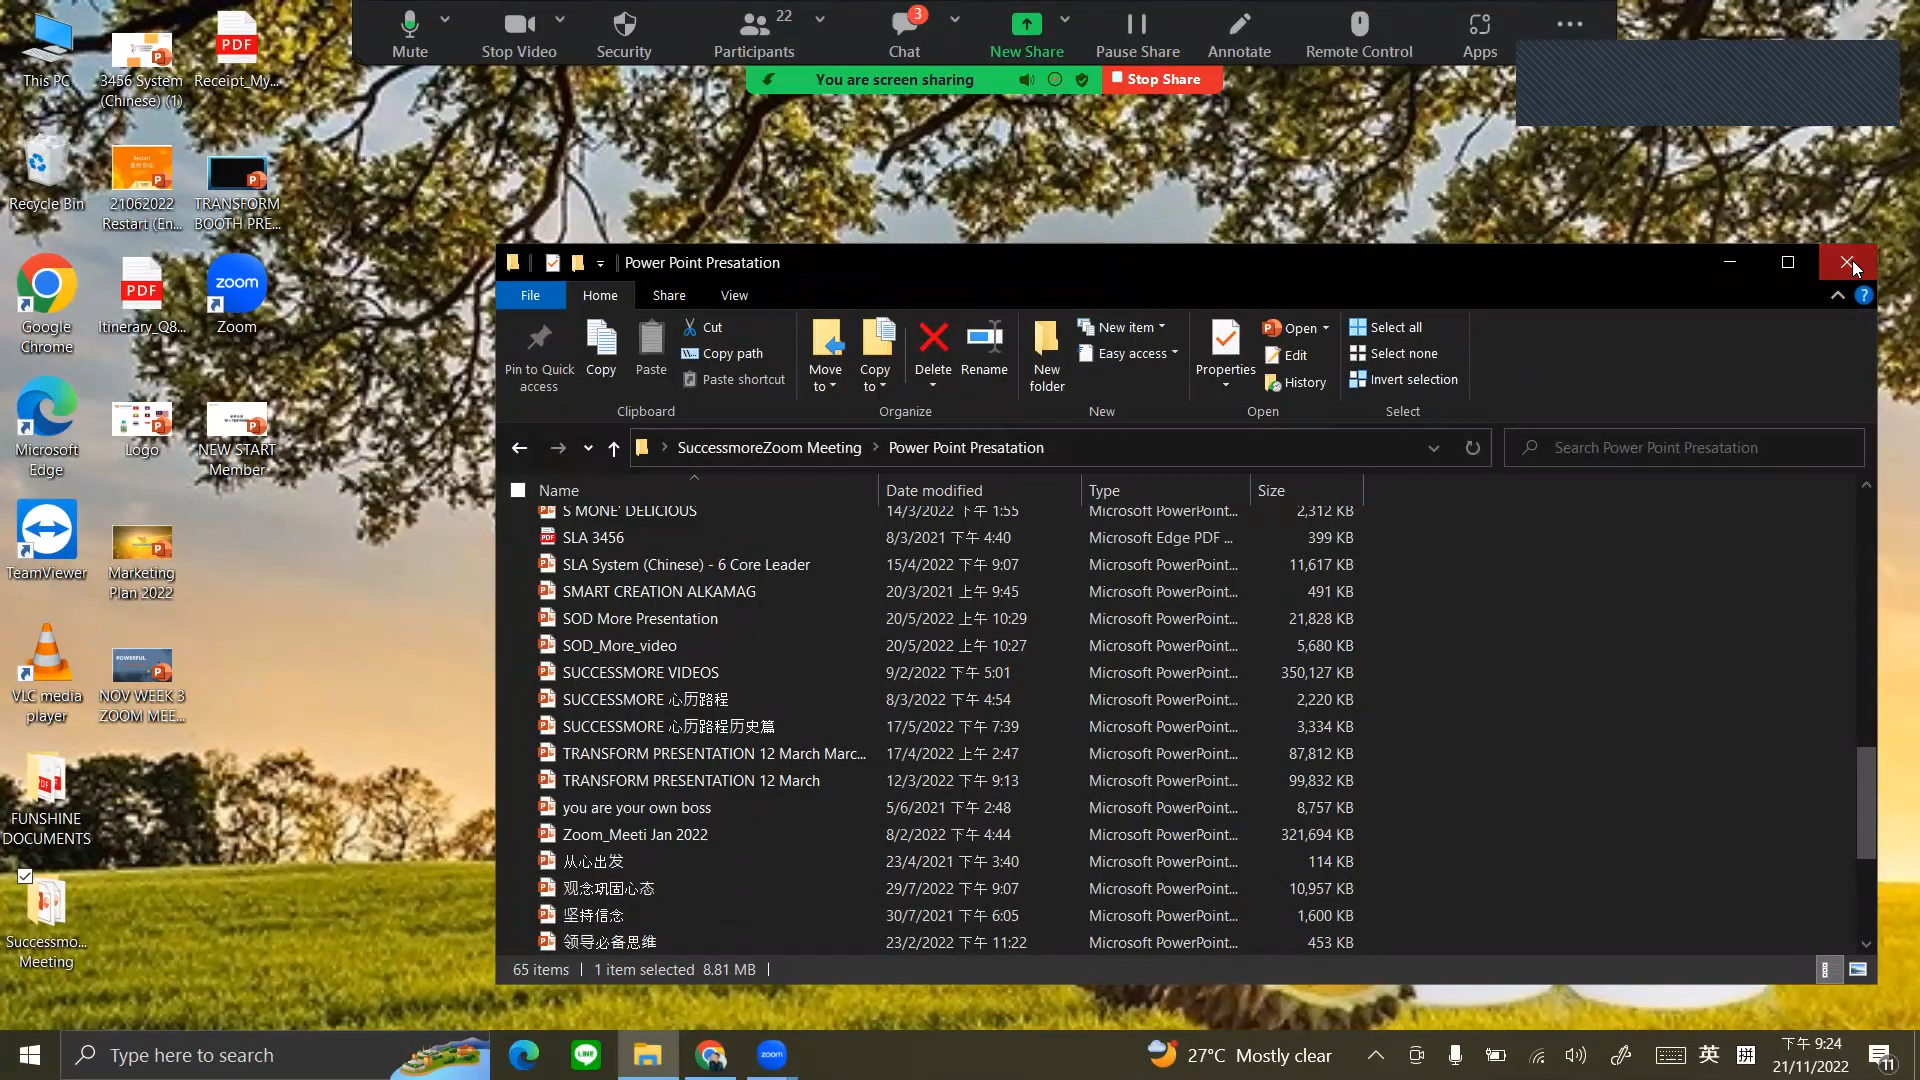 Mute
Stop Video
Security
22
Participants
3
Chat
New Share
Pause Share
Annotate
Remote Control
Apps
You are screen sharing
Stop Share
This PC
3456 System
(Chinese) (1)
PDF
Receipt_My...
Recycle Bin
Restart
21062022
Restart (En...
TRANSFORM
BOOTH PRE...
Google
Chrome
PDF
Itinerary_Q8...
zoom
Zoom
Microsoft
Edge
Logo
NEW START
Member
TeamViewer
Marketing
Plan 2022
VLC media
player
POWERFUL
NOV WEEK 3
ZOOM MEE...
PDF
FUNSHINE
DOCUMENTS
Successmo...
Meeting
Power Point Presatation
File
Home
Share
View
Pin to Quick
access
Copy
Paste
Cut
Copy path
Paste shortcut
Clipboard
Move
to
Copy
to
Delete
Rename
Organize
New
folder
New item
Easy access
New
Properties
Open
Edit
History
Open
Select all
Select none
Invert selection
Select
SuccessmoreZoom Meeting > Power Point Presatation
Search Power Point Presatation
Name Date modified Type Size
S MONE' DELICIOUS 14/3/2022 下午 1:55 Microsoft PowerPoint... 2,312 KB
SLA 3456 8/3/2021 下午 4:40 Microsoft Edge PDF ... 399 KB
SLA System (Chinese) - 6 Core Leader 15/4/2022 下午 9:07 Microsoft PowerPoint... 11,617 KB
SMART CREATION ALKAMAG 20/3/2021 上午 9:45 Microsoft PowerPoint... 491 KB
SOD More Presentation 20/5/2022 上午 10:29 Microsoft PowerPoint... 21,828 KB
SOD_More_video 20/5/2022 上午 10:27 Microsoft PowerPoint... 5,680 KB
SUCCESSMORE VIDEOS 9/2/2022 下午 5:01 Microsoft PowerPoint... 350,127 KB
SUCCESSMORE 心历路程 8/3/2022 下午 4:54 Microsoft PowerPoint... 2,220 KB
SUCCESSMORE 心历路程历史篇 17/5/2022 下午 7:39 Microsoft PowerPoint... 3,334 KB
TRANSFORM PRESENTATION 12 March Marc... 17/4/2022 上午 2:47 Microsoft PowerPoint... 87,812 KB
TRANSFORM PRESENTATION 12 March 12/3/2022 下午 9:13 Microsoft PowerPoint... 99,832 KB
you are your own boss 5/6/2021 下午 2:48 Microsoft PowerPoint... 8,757 KB
Zoom_Meeti Jan 2022 8/2/2022 下午 4:44 Microsoft PowerPoint... 321,694 KB
从心出发 23/4/2021 下午 3:40 Microsoft PowerPoint... 114 KB
观念巩固心态 29/7/2022 下午 9:07 Microsoft PowerPoint... 10,957 KB
坚持信念 30/7/2021 下午 6:05 Microsoft PowerPoint... 1,600 KB
领导必备思维 23/2/2022 下午 11:22 Microsoft PowerPoint... 453 KB
65 items
1 item selected 8.81 MB
Type here to search
LINE
zoom
27°C Mostly clear
英
拼
下午 9:24
21/11/2022
11